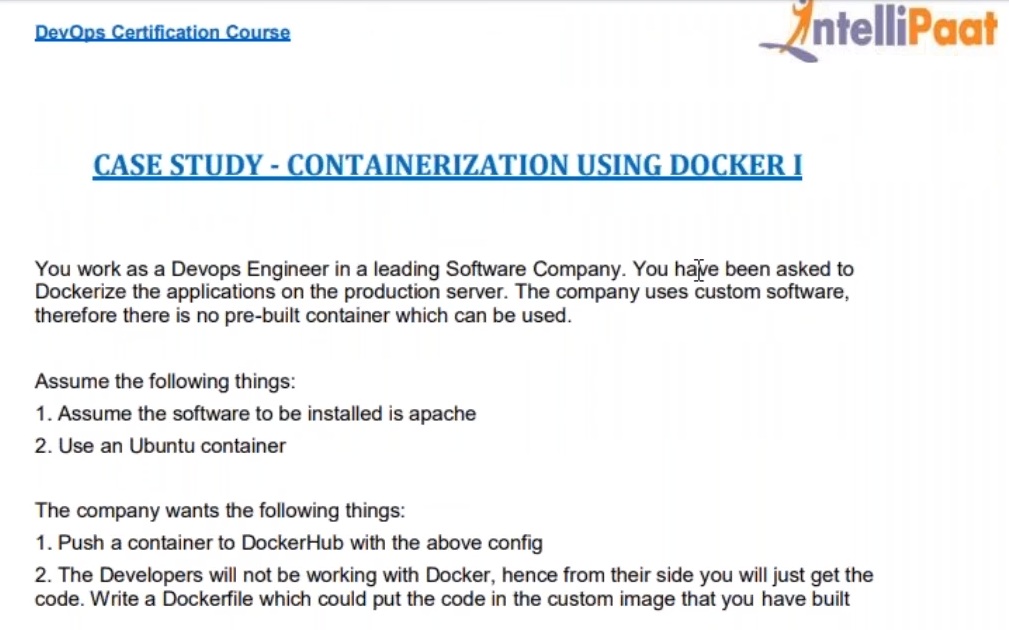 DevOps Certification Course
IntelliPaat
CASE STUDY - CONTAINERIZATION USING DOCKER I
You work as a Devops Engineer in a leading Software Company. You have been asked to
Dockerize the applications on the production server. The company uses custom software,
therefore there is no pre-built container which can be used.
Assume the following things:
1. Assume the software to be installed is apache
2. Use an Ubuntu container
The company wants the following things:
1. Push a container to DockerHub with the above config
2. The Developers will not be working with Docker, hence from their side you will just get the
code. Write a Dockerfile which could put the code in the custom image that you have built